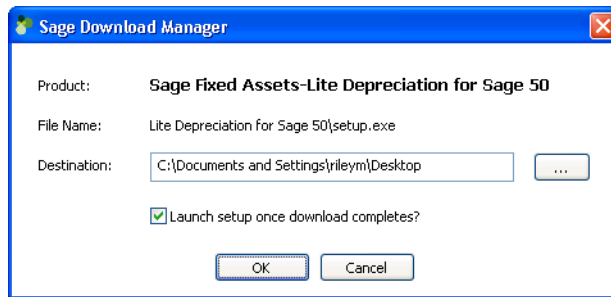 Sage Download Manager
Product: Sage Fixed Assets-Lite Depreciation for Sage 50
File Name: Lite Depreciation for Sage 50\setup.exe
Destination: C:\Documents and Settings\rileym\Desktop ...
Launch setup once download completes?
OK Cancel